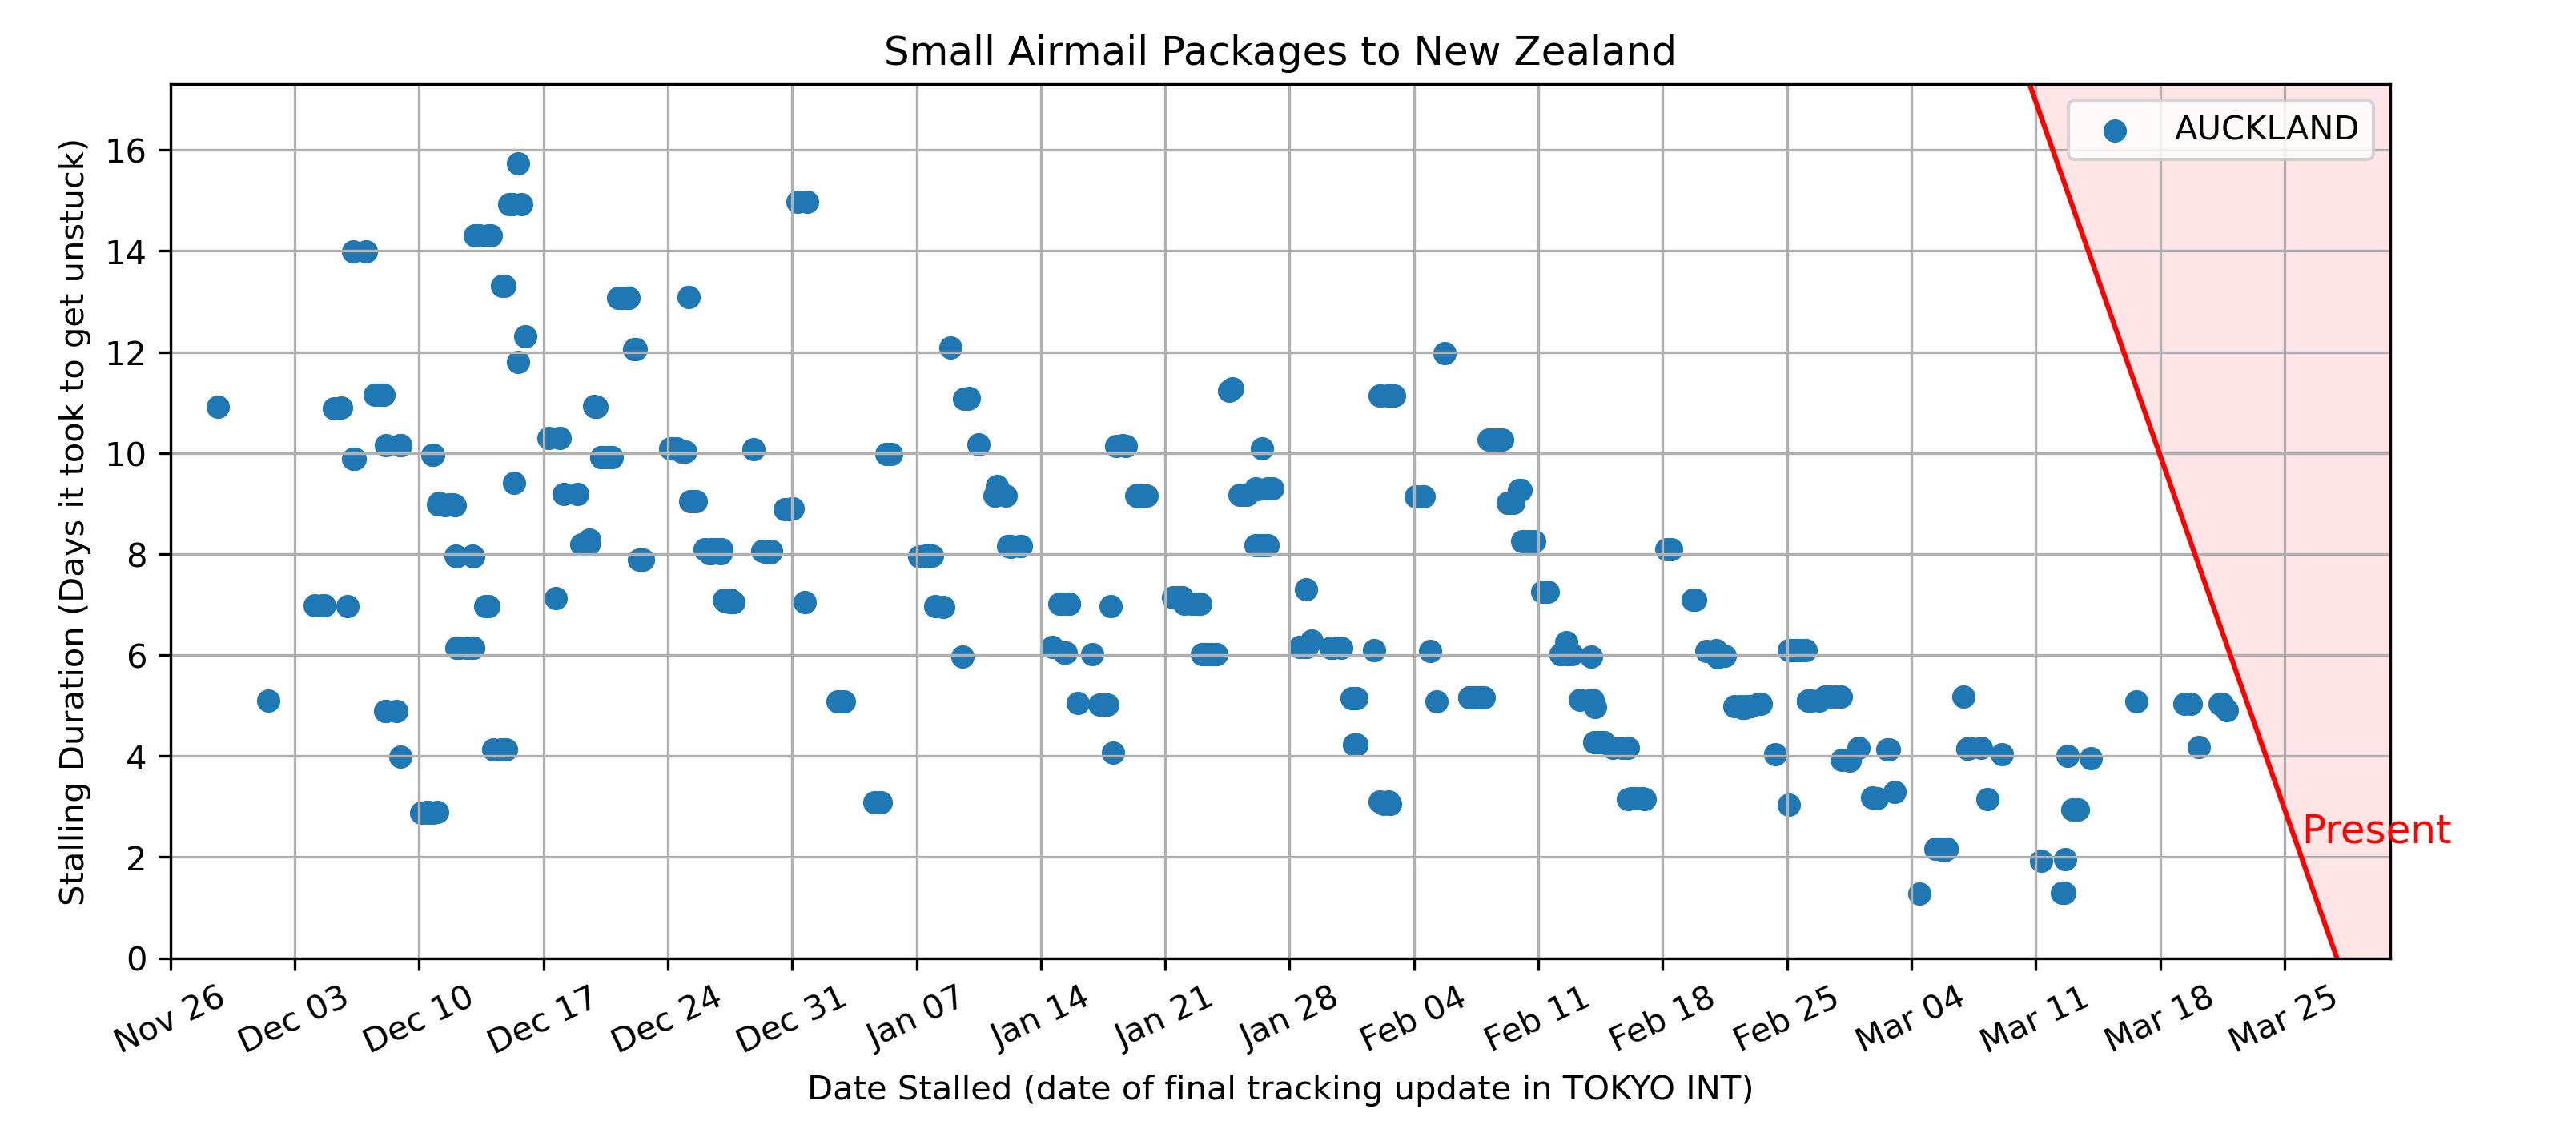 Small Airmail Packages to New Zealand
AUCKLAND
Stalling Duration (Days it took to get unstuck)
16
14
12
10
8
6
4
2
0
Present
Nov 26
Dec 03
Dec 10
Dec 17
Dec 24
Dec 31
Jan 07
Jan 14
Jan 21
Jan 28
Feb 04
Feb 11
Feb 18
Feb 25
Mar 04
Mar 11
Mar 18
Mar 25
Date Stalled (date of final tracking update in TOKYO INT)